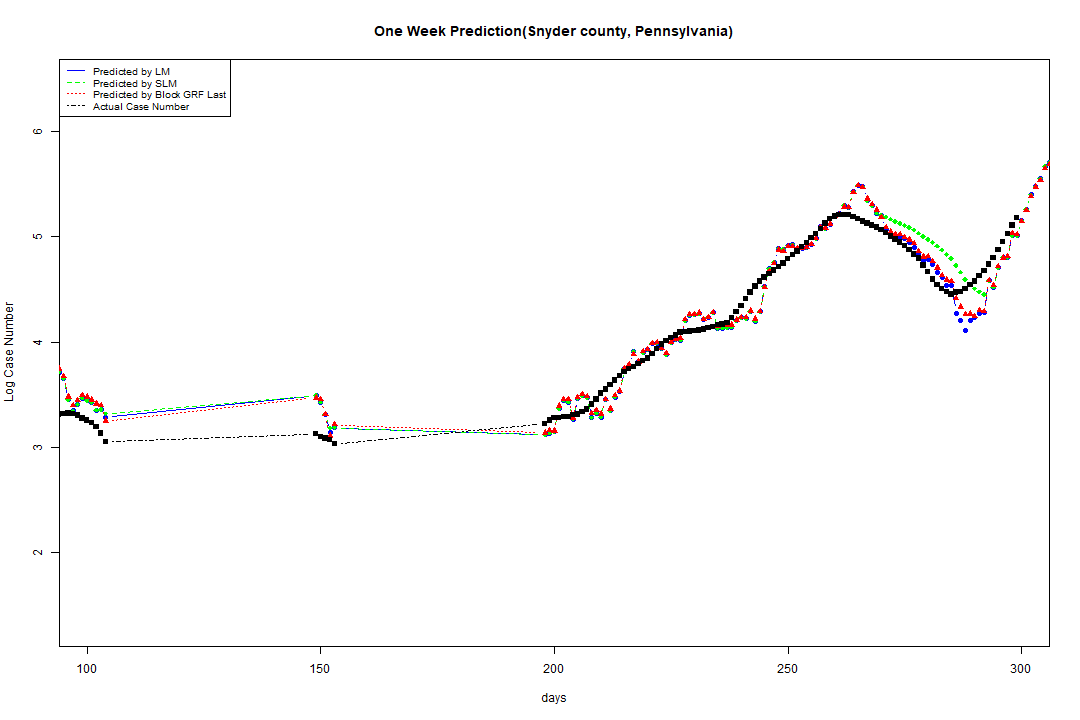 One Week Prediction(Snyder county, Pennsylvania)
Predicted by LM
Predicted by SLM
Predicted by Block GRF Last
Actual Case Number
6
5
4
3
2
Log Case Number
100 150 200 250 300
days